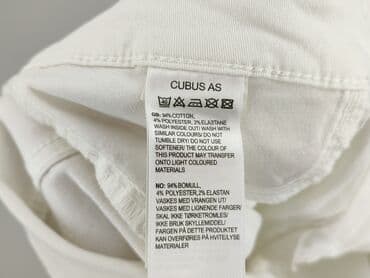 CUBUS AS
GB: 94% COTTON,
4% POLYESTER, 2% ELASTANE
WASH INSIDE OUT/ WASH WITH
SIMILAR COLOURS/ DO NOT
TUMBLE DRY/ DO NOT USE
SOFTENER/ THE COLOUR OF
THIS PRODUCT MAY TRANSFER
ONTO LIGHT COLOURED
MATERIALS
NO: 94% BOMULL,
4% POLYESTER, 2% ELASTAN
VASKES MED VRANGEN UT/
VASKES MED LIGNENDE FARGER/
SKAL IKKE TØRKETROMLES/
IKKE BRUK SKYLLEMIDDEL/
FARGEN PÅ DETTE PRODUKTET
KAN OVERFØRES PÅ HVITE/LYSE
MATERIALER